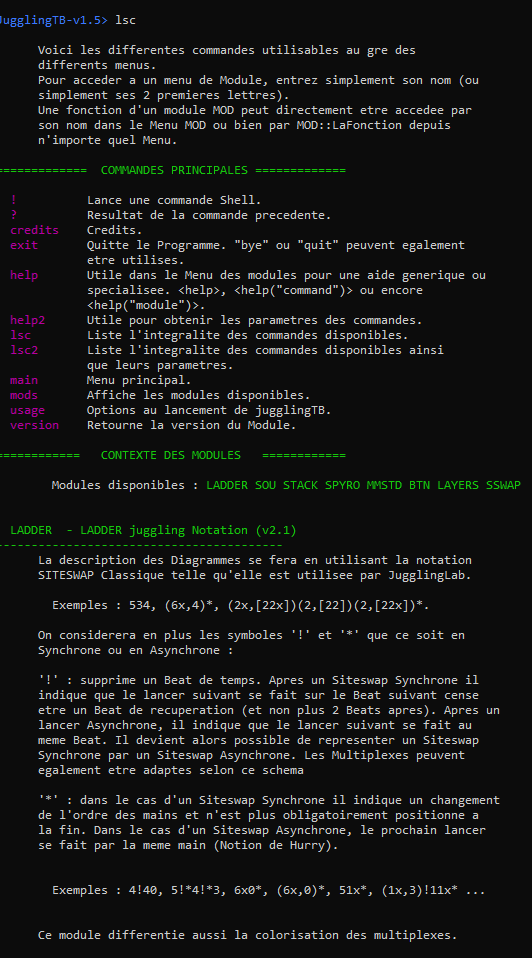 JugglingTB-v1.5> lsc
Voici les differentes commandes utilisables au gre des
differents menus.
Pour acceder a un menu de Module, entrez simplement son nom (ou
simplement ses 2 premieres lettres).
Une fonction d'un module MOD peut directement etre accedee par
son nom dans le Menu MOD ou bien par MOD::LaFonction depuis
n'importe quel Menu.
============= COMMANDES PRINCIPALES =============
! Lance une commande Shell.
? Resultat de la commande precedente.
credits Credits.
exit Quitte le Programme. "bye" ou "quit" peuvent egalement
etre utilises.
help Utile dans le Menu des modules pour une aide generique ou
specialisee. <help>, <help("command")> ou encore
<help("module")>.
help2 Utile pour obtenir les parametres des commandes.
lsc Liste l'integralite des commandes disponibles.
lsc2 Liste l'integralite des commandes disponibles ainsi
que leurs parametres.
main Menu principal.
mods Affiche les modules disponibles.
usage Options au lancement de jugglingTB.
version Retourne la version du Module.
============ CONTEXTE DES MODULES ============
Modules disponibles : LADDER SOU STACK SPYRO MMSTD BTN LAYERS SSWAP
LADDER - LADDER juggling Notation (v2.1)
----------------------------------------
La description des Diagrammes se fera en utilisant la notation
SITESWAP Classique telle qu'elle est utilisee par JugglingLab.
Exemples : 534, (6x,4)*, (2x,[22x])(2,[22])(2,[22x])*.
On considerera en plus les symboles '!' et '*' que ce soit en
Synchrone ou en Asynchrone :
'!' : supprime un Beat de temps. Apres un Siteswap Synchrone il
indique que le lancer suivant se fait sur le Beat suivant cense
etre un Beat de recuperation (et non plus 2 Beats apres). Apres un
lancer Asynchrone, il indique que le lancer suivant se fait au
meme Beat. Il devient alors possible de representer un Siteswap
Synchrone par un Siteswap Asynchrone. Les Multiplexes peuvent
egalement etre adaptes selon ce schema
'*' : dans le cas d'un Siteswap Synchrone il indique un changement
de l'ordre des mains et n'est plus obligatoirement positionne a
la fin. Dans le cas d'un Siteswap Asynchrone, le prochain lancer
se fait par la meme main (Notion de Hurry).
Exemples : 4!40, 5!*4!*3, 6x0*, (6x,0)*, 51x*, (1x,3)!11x* ...
Ce module differentie aussi la colorisation des multiplexes.